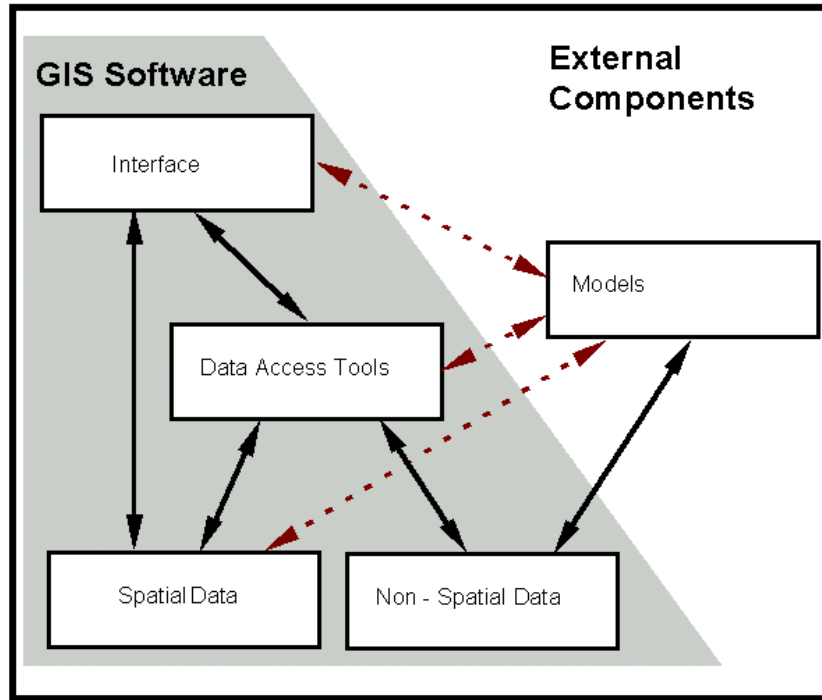 GIS Software
External
Components
Interface
Models
Data Access Tools
Spatial Data
Non - Spatial Data